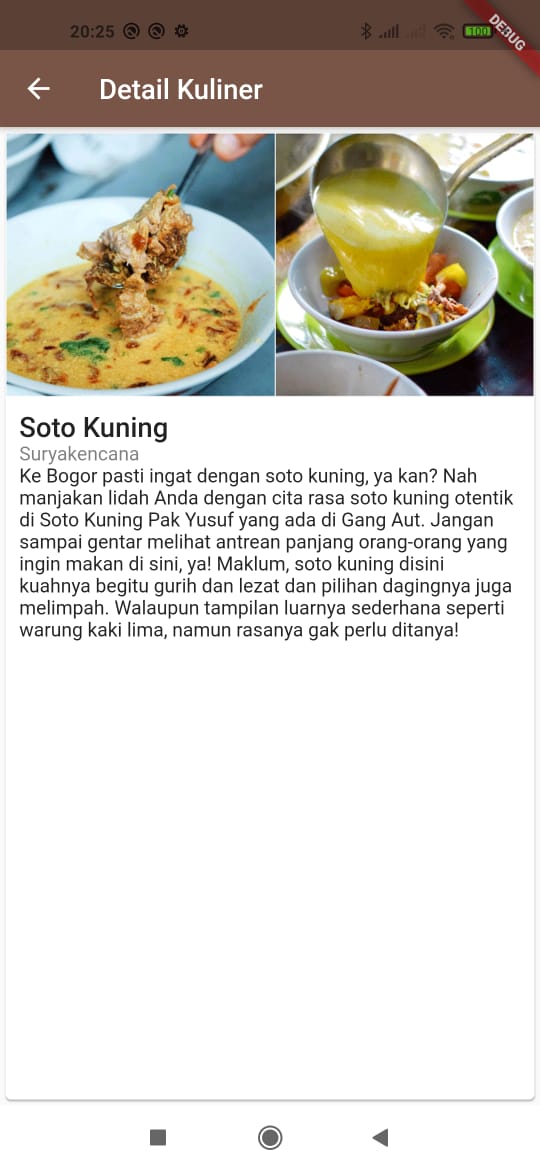 20:25
100
DEBUG
Detail Kuliner
Soto Kuning
Suryakencana
Ke Bogor pasti ingat dengan soto kuning, ya kan? Nah
manjakan lidah Anda dengan cita rasa soto kuning otentik
di Soto Kuning Pak Yusuf yang ada di Gang Aut. Jangan
sampai gentar melihat antrean panjang orang-orang yang
ingin makan di sini, ya! Maklum, soto kuning disini
kuahnya begitu gurih dan lezat dan pilihan dagingnya juga
melimpah. Walaupun tampilan luarnya sederhana seperti
warung kaki lima, namun rasanya gak perlu ditanya!